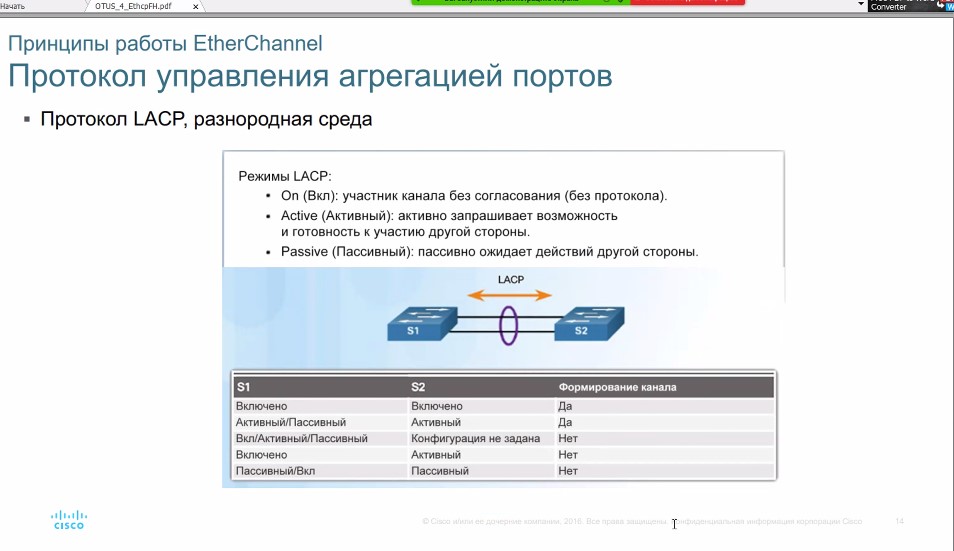 Начать
OTUS_4_EthcpFH.pdf
Converter
Принципы работы EtherChannel
Протокол управления агрегацией портов
Протокол LACP, разнородная среда
Режимы LACP:
On (Вкл): участник канала без согласования (без протокола).
Active (Активный): активно запрашивает возможность
и готовность к участию другой стороны.
Passive (Пассивный): пассивно ожидает действий другой стороны.
LACP
S1 S2
S1 S2 Формирование канала
Включено Включено Да
Активный/Пассивный Активный Да
Вкл/Активный/Пассивный Конфигурация не задана Нет
Включено Активный Нет
Пассивный/Вкл Пассивный Нет
CISCO
© Cisco и/или ее дочерние компании, 2016. Все права защищены. Конфиденциальная информация корпорации Cisco 14